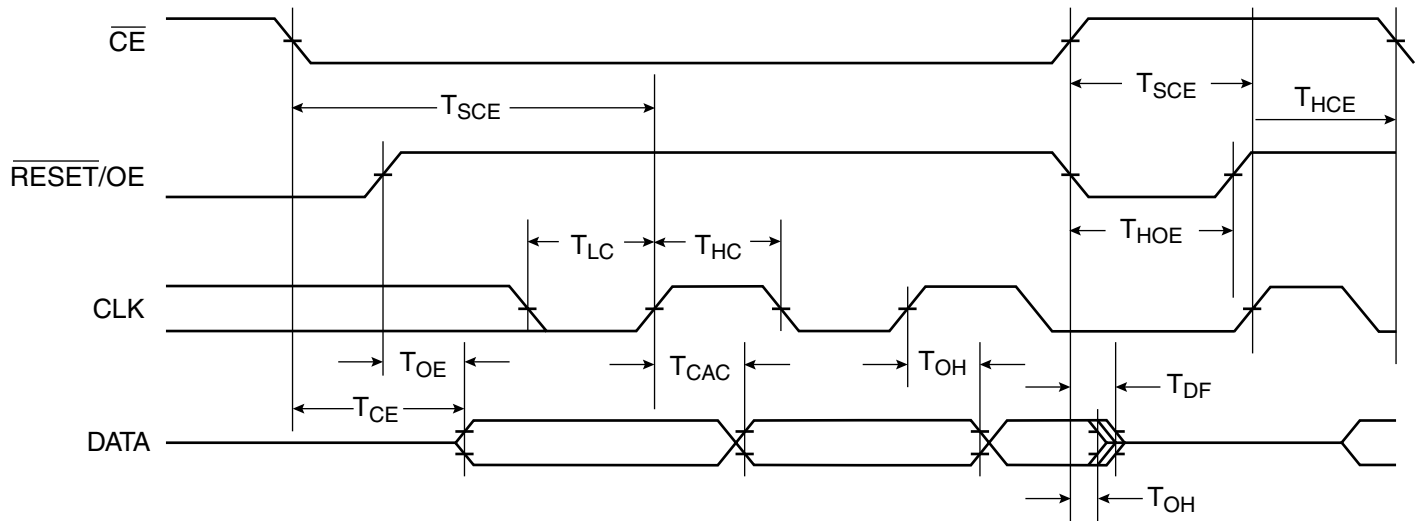 CE
T_SCE
T_SCE
T_HCE
RESET/OE
T_LC
T_HC
T_HOE
CLK
T_OE
T_CAC
T_OH
T_DF
T_CE
DATA
T_OH